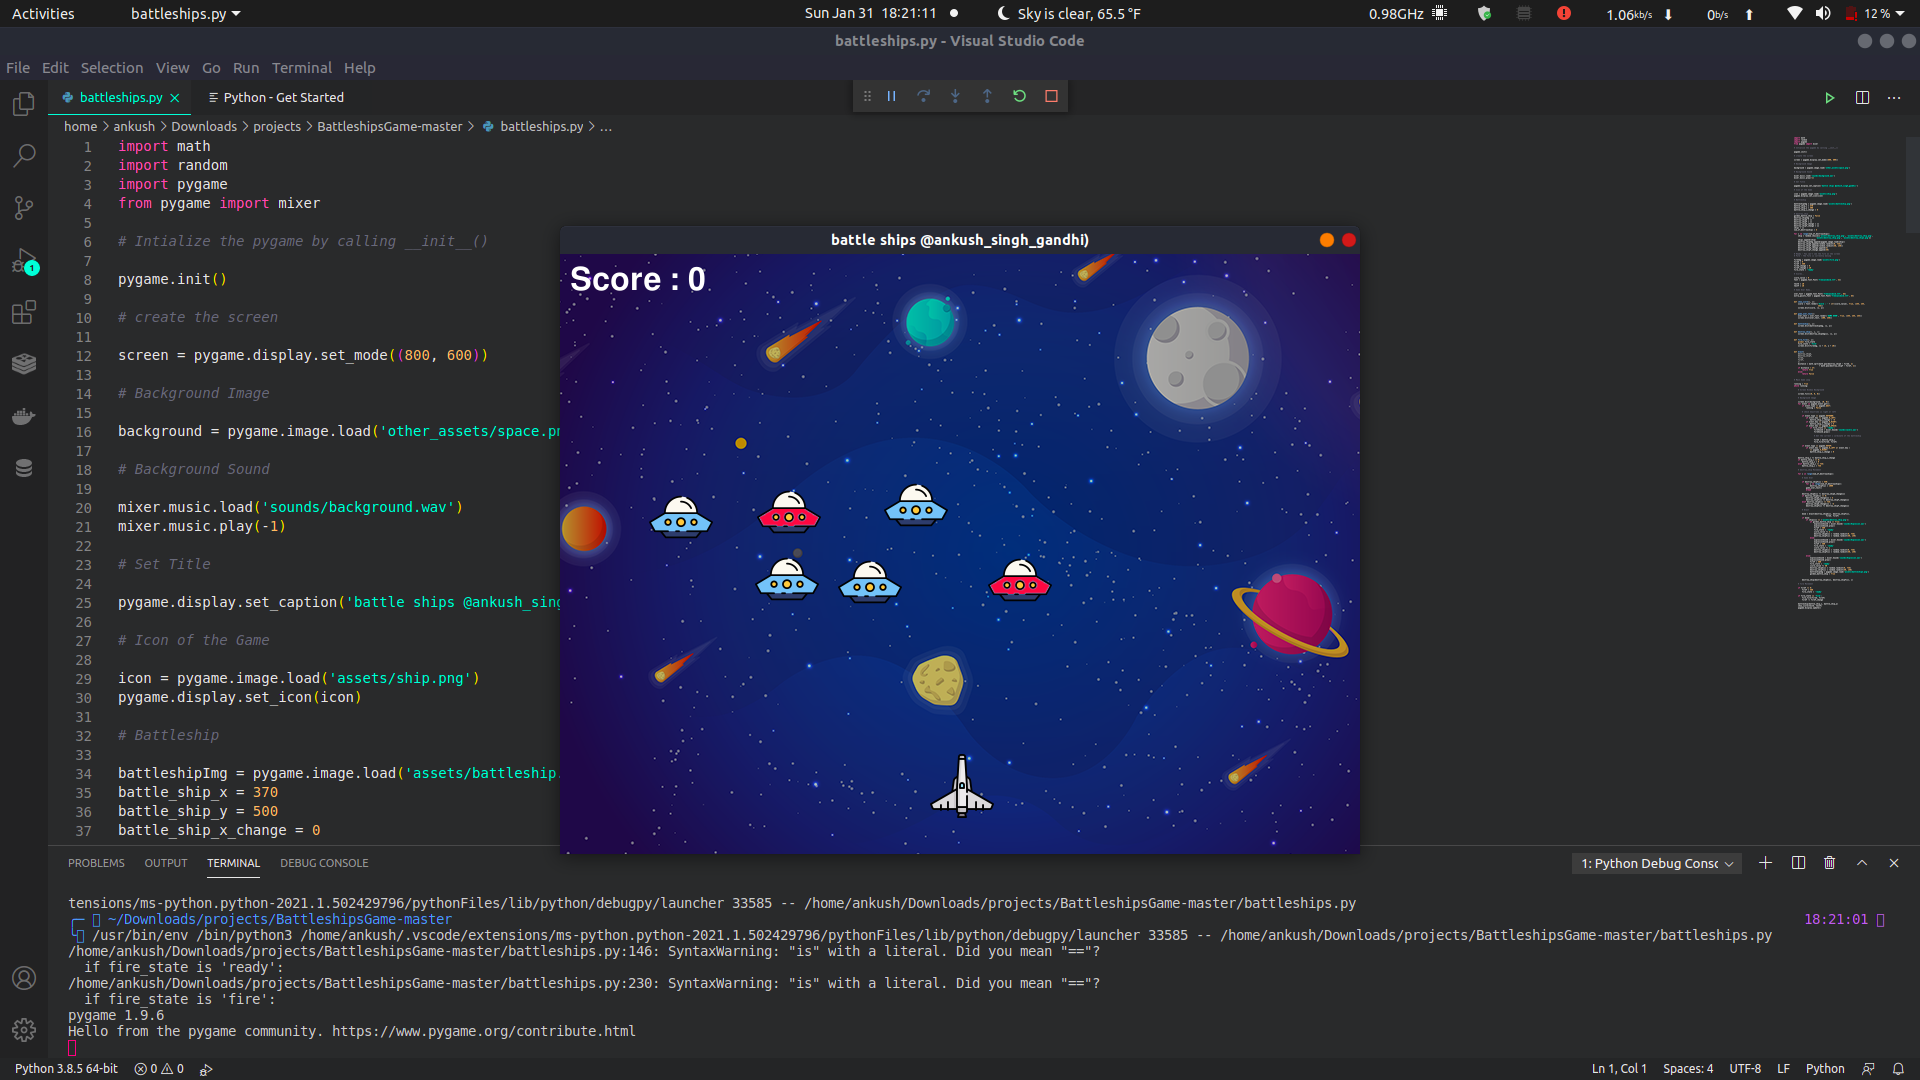 Activities battleships.py Sun Jan 31 18:21:11 Sky is clear, 65.5 °F 0.98GHz 1.06kb/s 0b/s 12 %
battleships.py - Visual Studio Code
File Edit Selection View Go Run Terminal Help
battleships.py Python - Get Started
home > ankush > Downloads > projects > BattleshipsGame-master > battleships.py > ...
1 import math
2 import random
3 import pygame
4 from pygame import mixer
5
6 # Intialize the pygame by calling __init__()
7
8 pygame.init()
9
10 # create the screen
11
12 screen = pygame.display.set_mode((800, 600))
13
14 # Background Image
15
16 background = pygame.image.load('other_assets/space.pn
17
18 # Background Sound
19
20 mixer.music.load('sounds/background.wav')
21 mixer.music.play(-1)
22
23 # Set Title
24
25 pygame.display.set_caption('battle ships @ankush_sing
26
27 # Icon of the Game
28
29 icon = pygame.image.load('assets/ship.png')
30 pygame.display.set_icon(icon)
31
32 # Battleship
33
34 battleshipImg = pygame.image.load('assets/battleship.
35 battle_ship_x = 370
36 battle_ship_y = 500
37 battle_ship_x_change = 0
battle ships @ankush_singh_gandhi)
Score : 0
1
PROBLEMS OUTPUT TERMINAL DEBUG CONSOLE 1: Python Debug Consc
tensions/ms-python.python-2021.1.502429796/pythonFiles/lib/python/debugpy/launcher 33585 -- /home/ankush/Downloads/projects/BattleshipsGame-master/battleships.py
~/Downloads/projects/BattleshipsGame-master 18:21:01
/usr/bin/env /bin/python3 /home/ankush/.vscode/extensions/ms-python.python-2021.1.502429796/pythonFiles/lib/python/debugpy/launcher 33585 -- /home/ankush/Downloads/projects/BattleshipsGame-master/battleships.py
/home/ankush/Downloads/projects/BattleshipsGame-master/battleships.py:146: SyntaxWarning: "is" with a literal. Did you mean "=="?
if fire_state is 'ready':
/home/ankush/Downloads/projects/BattleshipsGame-master/battleships.py:230: SyntaxWarning: "is" with a literal. Did you mean "=="?
if fire_state is 'fire':
pygame 1.9.6
Hello from the pygame community. https://www.pygame.org/contribute.html
Python 3.8.5 64-bit 0 0 Ln 1, Col 1 Spaces: 4 UTF-8 LF Python